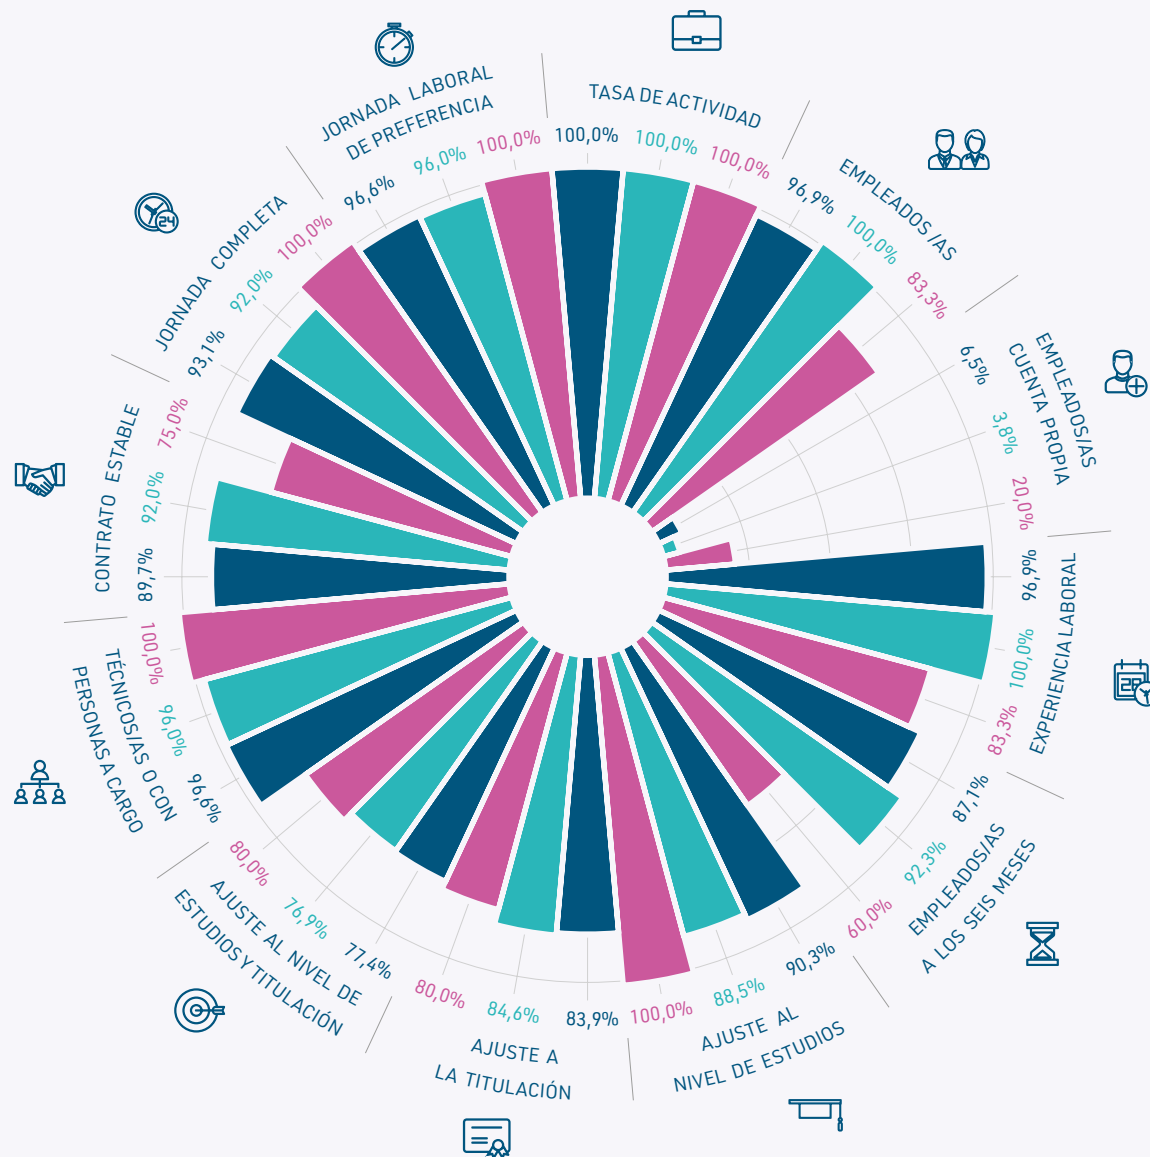 TASA DE ACTIVIDAD
100,0%
100,0%
100,0%
EMPLEADOS /AS
96,9%
100,0%
83,3%
EMPLEADOS/AS
CUENTA PROPIA
6,5%
3,8%
20,0%
EXPERIENCIA LABORAL
96,9%
100,0%
83,3%
EMPLEADOS/AS
A LOS SEIS MESES
87,1%
92,3%
60,0%
AJUSTE AL
NIVEL DE ESTUDIOS
90,3%
88,5%
100,0%
AJUSTE A
LA TITULACIÓN
83,9%
84,6%
80,0%
AJUSTE AL NIVEL DE
ESTUDIOS Y TITULACIÓN
77,4%
76,9%
80,0%
TÉCNICOS/AS O CON
PERSONAS A CARGO
96,6%
96,0%
100,0%
CONTRATO ESTABLE
89,7%
92,0%
75,0%
JORNADA COMPLETA
93,1%
92,0%
100,0%
24
JORNADA LABORAL
DE PREFERENCIA
96,6%
96,0%
100,0%